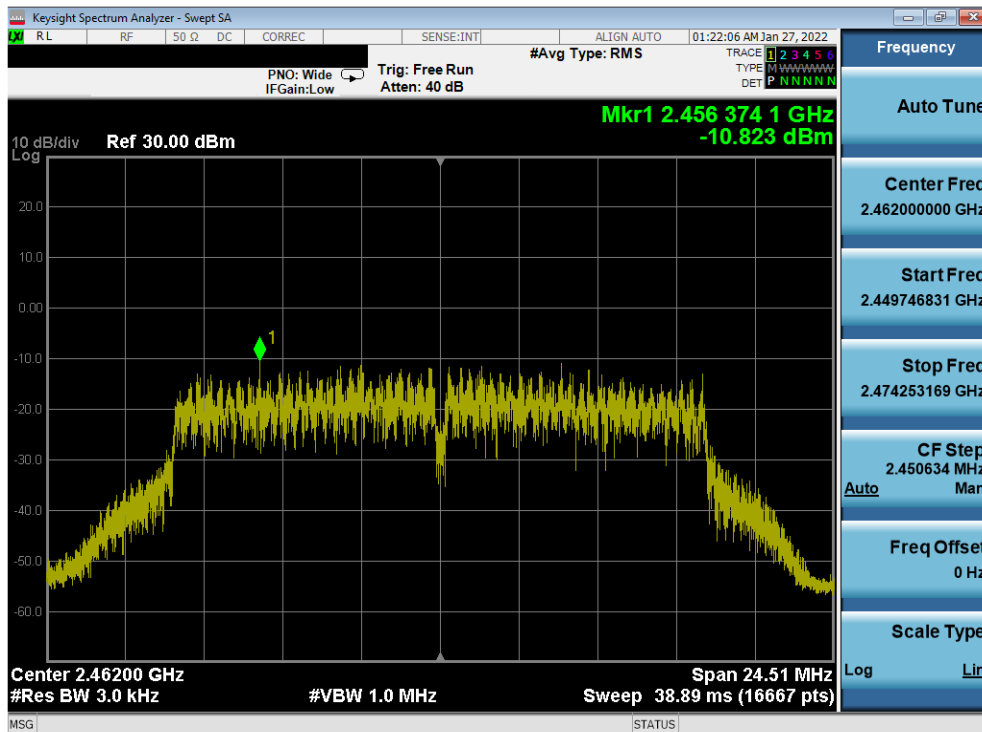 Keysight Spectrum Analyzer - Swept SA
LXI RL RF 50 Ω DC CORREC SENSE:INT ALIGN AUTO 01:22:06 AM Jan 27, 2022
PNO: Wide
IFGain:Low
Trig: Free Run
Atten: 40 dB
#Avg Type: RMS
TRACE 1 2 3 4 5 6
TYPE M WWWWW
DET P N N N N N
Mkr1 2.456 374 1 GHz
-10.823 dBm
10 dB/div
Log
Ref 30.00 dBm
20.0
10.0
0.00
-10.0
-20.0
-30.0
-40.0
-50.0
-60.0
1
Center 2.46200 GHz
Span 24.51 MHz
#Res BW 3.0 kHz
#VBW 1.0 MHz
Sweep 38.89 ms (16667 pts)
MSG
STATUS
Frequency
Auto Tune
Center Freq
2.462000000 GHz
Start Freq
2.449746831 GHz
Stop Freq
2.474253169 GHz
CF Step
2.450634 MHz
Auto Man
Freq Offset
0 Hz
Scale Type
Log Lin